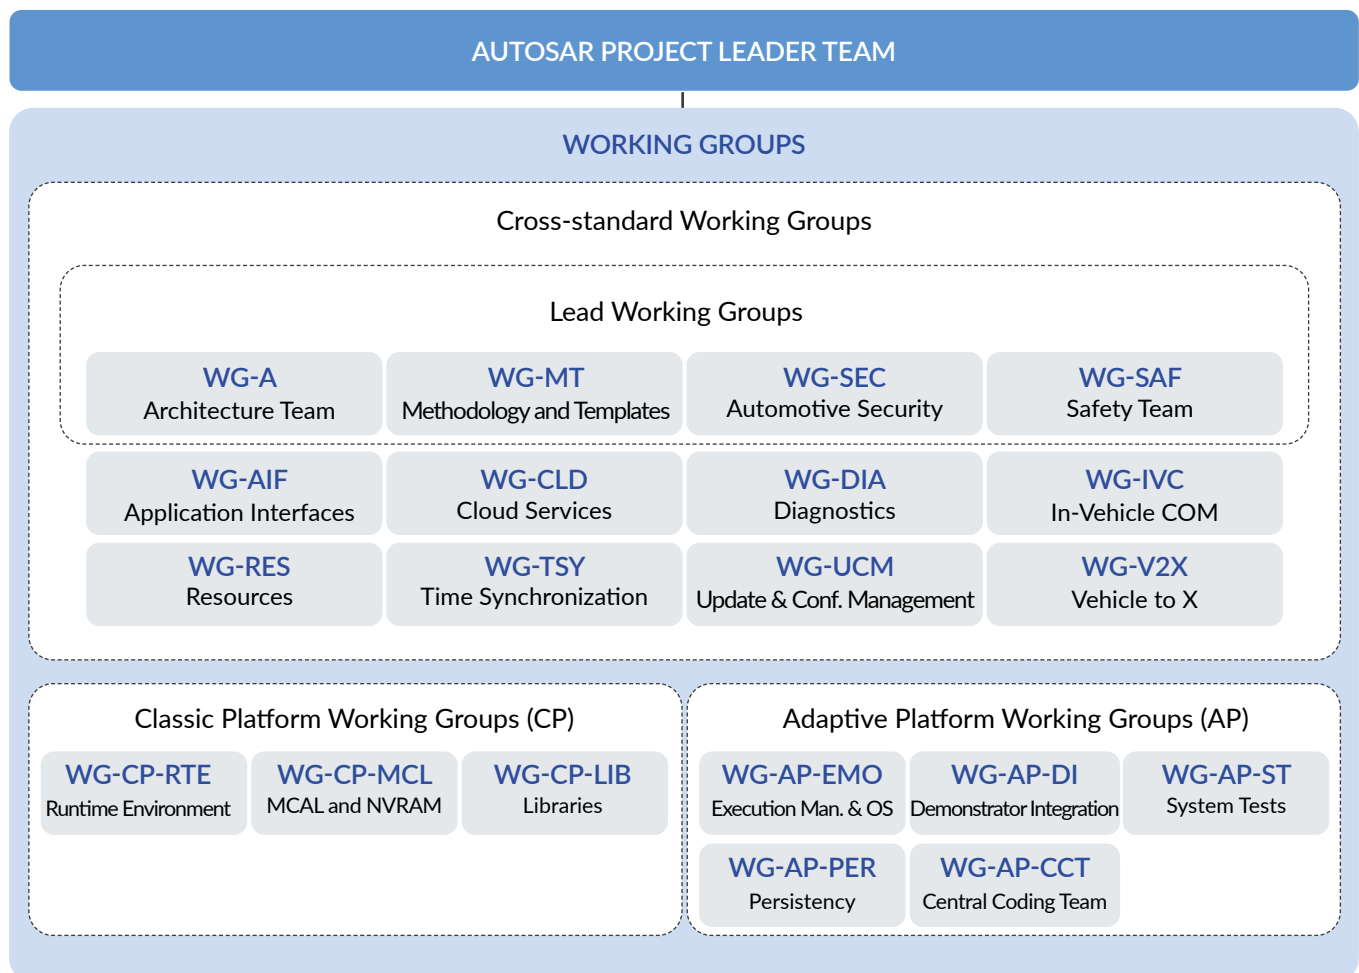 AUTOSAR PROJECT LEADER TEAM
WORKING GROUPS
Cross-standard Working Groups
Lead Working Groups
WG-A
Architecture Team
WG-MT
Methodology and Templates
WG-SEC
Automotive Security
WG-SAF
Safety Team
WG-AIF
Application Interfaces
WG-CLD
Cloud Services
WG-DIA
Diagnostics
WG-IVC
In-Vehicle COM
WG-RES
Resources
WG-TSY
Time Synchronization
WG-UCM
Update & Conf. Management
WG-V2X
Vehicle to X
Classic Platform Working Groups (CP)
WG-CP-RTE
Runtime Environment
WG-CP-MCL
MCAL and NVRAM
WG-CP-LIB
Libraries
Adaptive Platform Working Groups (AP)
WG-AP-EMO
Execution Man. & OS
WG-AP-DI
Demonstrator Integration
WG-AP-ST
System Tests
WG-AP-PER
Persistency
WG-AP-CCT
Central Coding Team